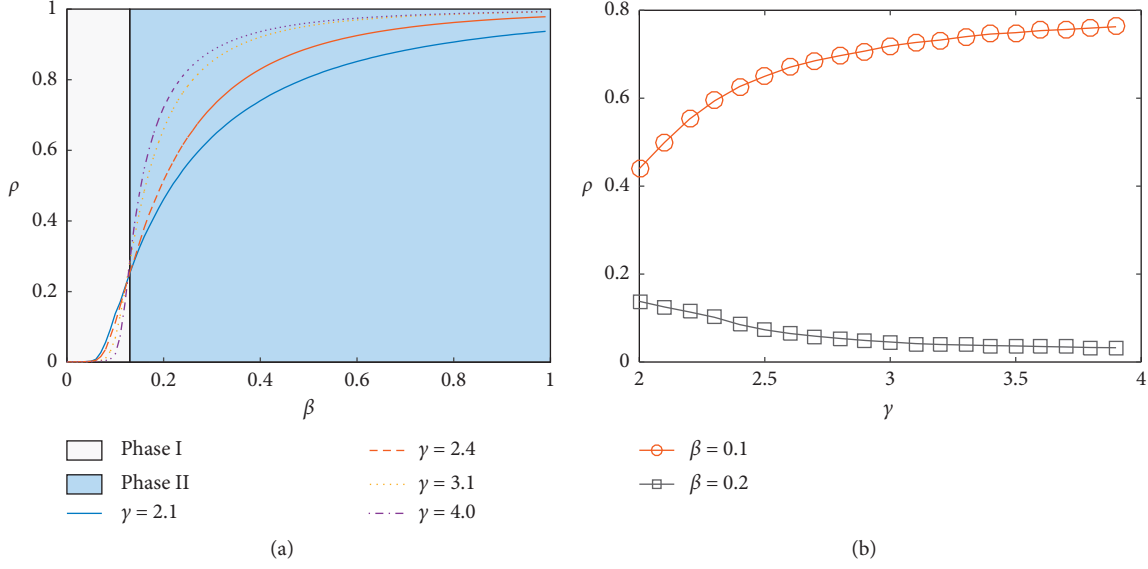 1
0.8
0.6
ρ
0.4
0.2
0
0 0.2 0.4 0.6 0.8 1
β
Phase I
Phase II
γ = 2.1
γ = 2.4
γ = 3.1
γ = 4.0
(a)
0.8
0.6
ρ
0.4
0.2
0
2 2.5 3 3.5 4
γ
β = 0.1
β = 0.2
(b)